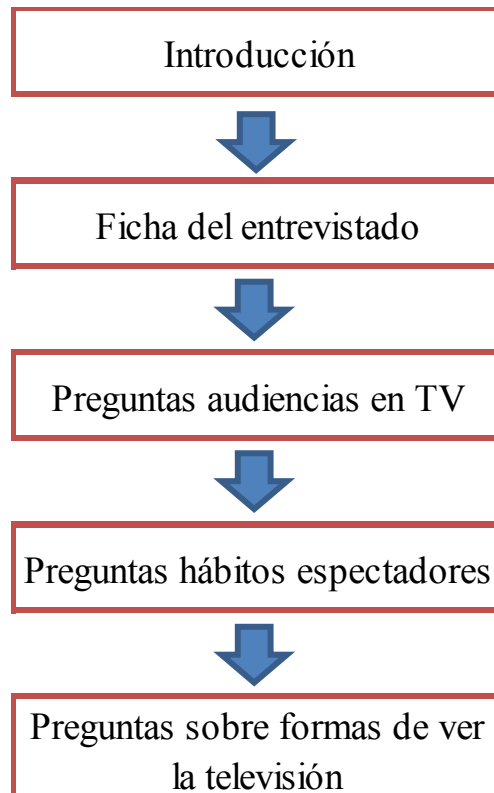 Introducción
Ficha del entrevistado
Preguntas audiencias en TV
Preguntas hábitos espectadores
Preguntas sobre formas de ver
la televisión